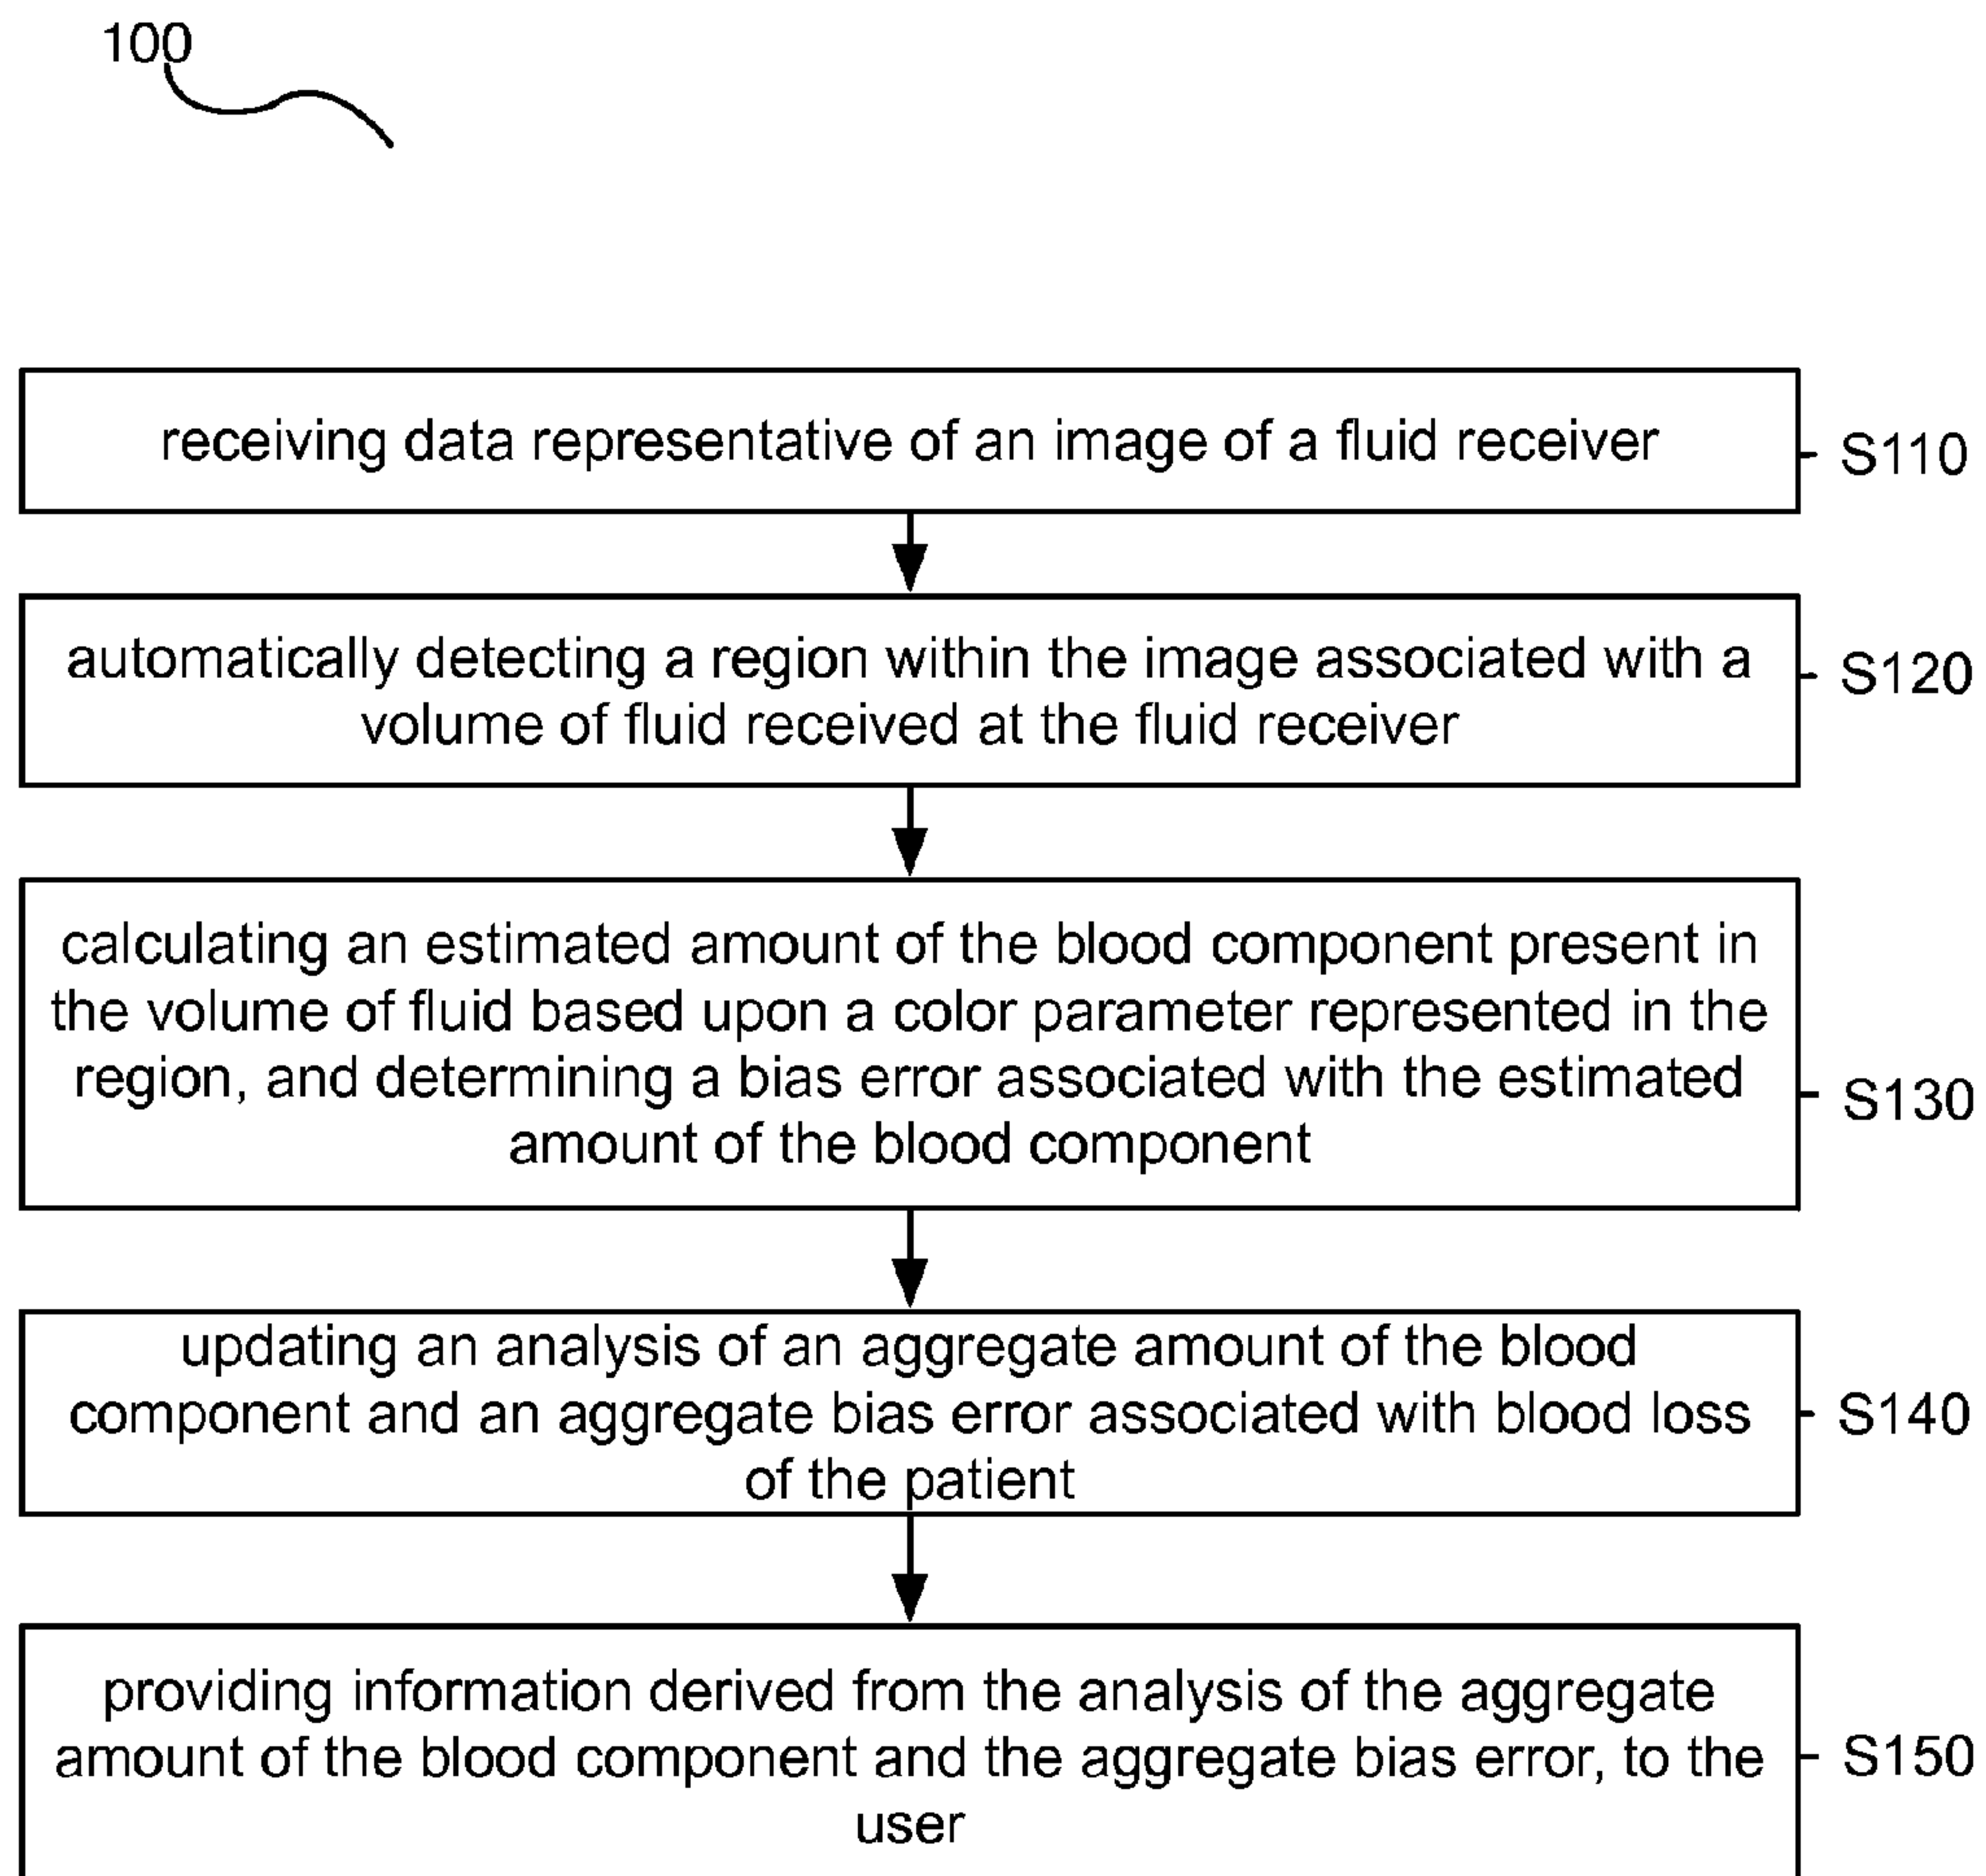 100
receiving data representative of an image of a fluid receiver
S110
automatically detecting a region within the image associated with a
volume of fluid received at the fluid receiver
S120
calculating an estimated amount of the blood component present in
the volume of fluid based upon a color parameter represented in the
region, and determining a bias error associated with the estimated
amount of the blood component
S130
updating an analysis of an aggregate amount of the blood
component and an aggregate bias error associated with blood loss
of the patient
S140
providing information derived from the analysis of the aggregate
amount of the blood component and the aggregate bias error, to the
user
S150